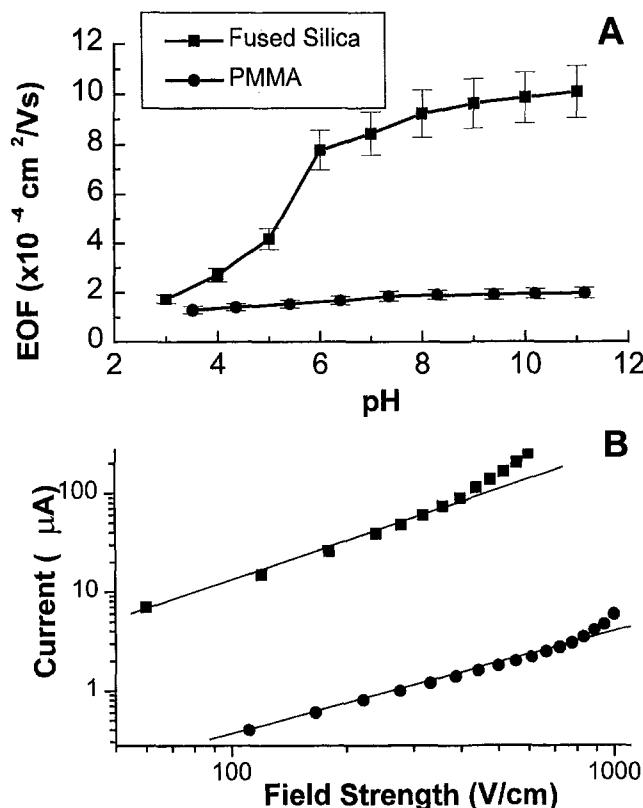 A
Fused Silica
PMMA
EOF (x10 -4 cm 2/Vs)
12
10
8
6
4
2
0
2 4 6 8 10 12
pH
B
Current ( μA)
100
10
1
100 1000
Field Strength (V/cm)